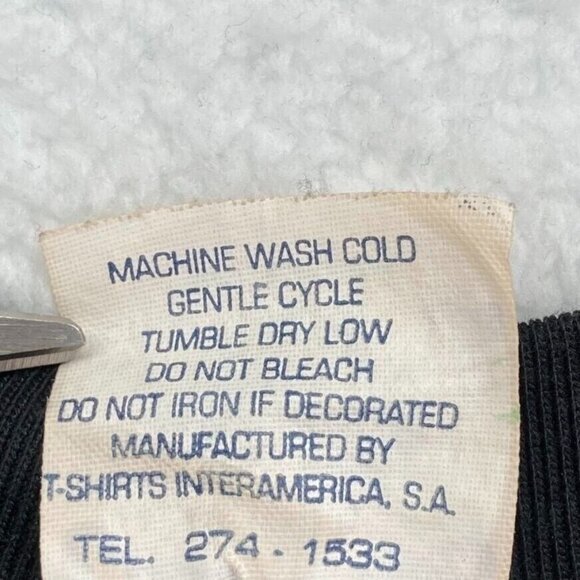 MACHINE WASH COLD
GENTLE CYCLE
TUMBLE DRY LOW
DO NOT BLEACH
DO NOT IRON IF DECORATED
MANUFACTURED BY
T-SHIRTS INTERAMERICA, S.A.
TEL. 274 - 1533